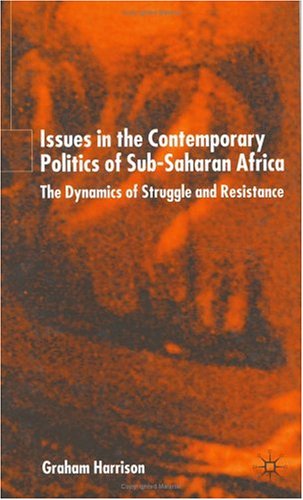 Issues in the Contemporary
Politics of Sub-Saharan Africa
The Dynamics of Struggle and Resistance
Graham Harrison